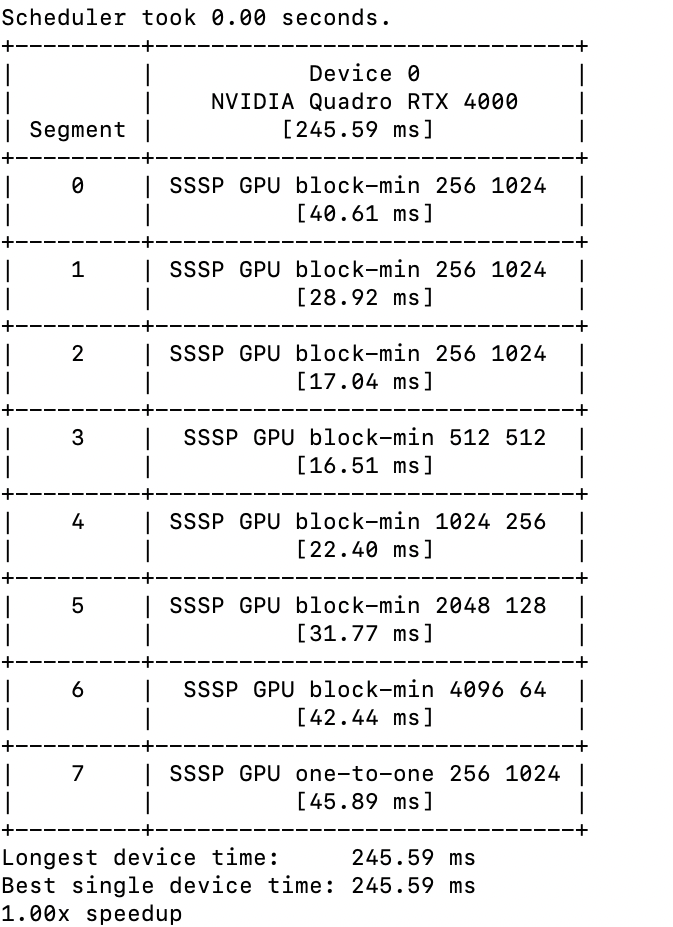 Scheduler took 0.00 seconds.
+---------+------------------------------+
|         |           Device 0           |
|         |    NVIDIA Quadro RTX 4000    |
| Segment |         [245.59 ms]          |
+---------+------------------------------+
|    0    | SSSP GPU block-min 256 1024  |
|         |          [40.61 ms]          |
+---------+------------------------------+
|    1    | SSSP GPU block-min 256 1024  |
|         |          [28.92 ms]          |
+---------+------------------------------+
|    2    | SSSP GPU block-min 256 1024  |
|         |          [17.04 ms]          |
+---------+------------------------------+
|    3    |  SSSP GPU block-min 512 512  |
|         |          [16.51 ms]          |
+---------+------------------------------+
|    4    | SSSP GPU block-min 1024 256  |
|         |          [22.40 ms]          |
+---------+------------------------------+
|    5    | SSSP GPU block-min 2048 128  |
|         |          [31.77 ms]          |
+---------+------------------------------+
|    6    |  SSSP GPU block-min 4096 64  |
|         |          [42.44 ms]          |
+---------+------------------------------+
|    7    | SSSP GPU one-to-one 256 1024 |
|         |          [45.89 ms]          |
+---------+------------------------------+
Longest device time:     245.59 ms
Best single device time: 245.59 ms
1.00x speedup